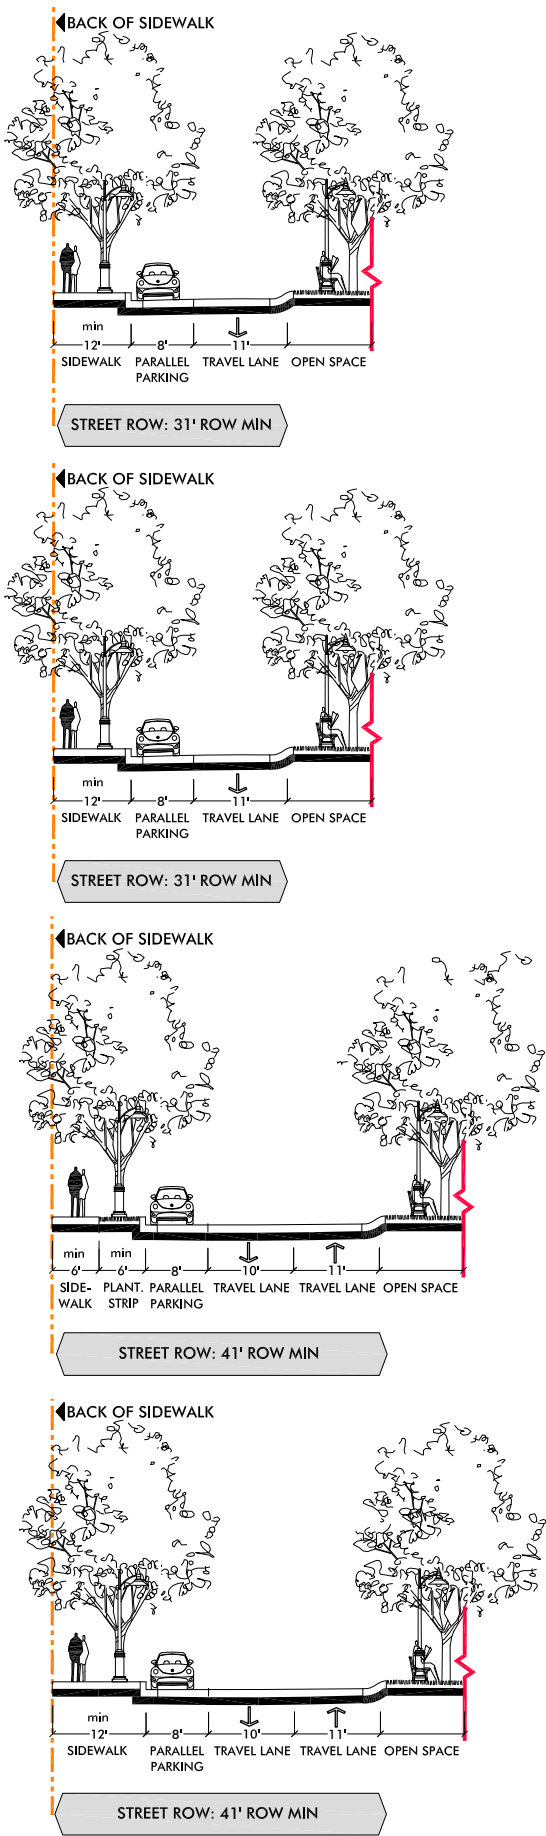 BACK OF SIDEWALK
min
12' 8' 11'
SIDEWALK PARALLEL TRAVEL LANE OPEN SPACE
PARKING
STREET ROW: 31' ROW MIN
BACK OF SIDEWALK
min
12' 8' 11'
SIDEWALK PARALLEL TRAVEL LANE OPEN SPACE
PARKING
STREET ROW: 31' ROW MIN
BACK OF SIDEWALK
min min
6' 6' 8' 10' 11'
SIDE- PLANT. PARALLEL TRAVEL LANE TRAVEL LANE OPEN SPACE
WALK STRIP PARKING
STREET ROW: 41' ROW MIN
BACK OF SIDEWALK
min
12' 8' 10' 11'
SIDEWALK PARALLEL TRAVEL LANE TRAVEL LANE OPEN SPACE
PARKING
STREET ROW: 41' ROW MIN